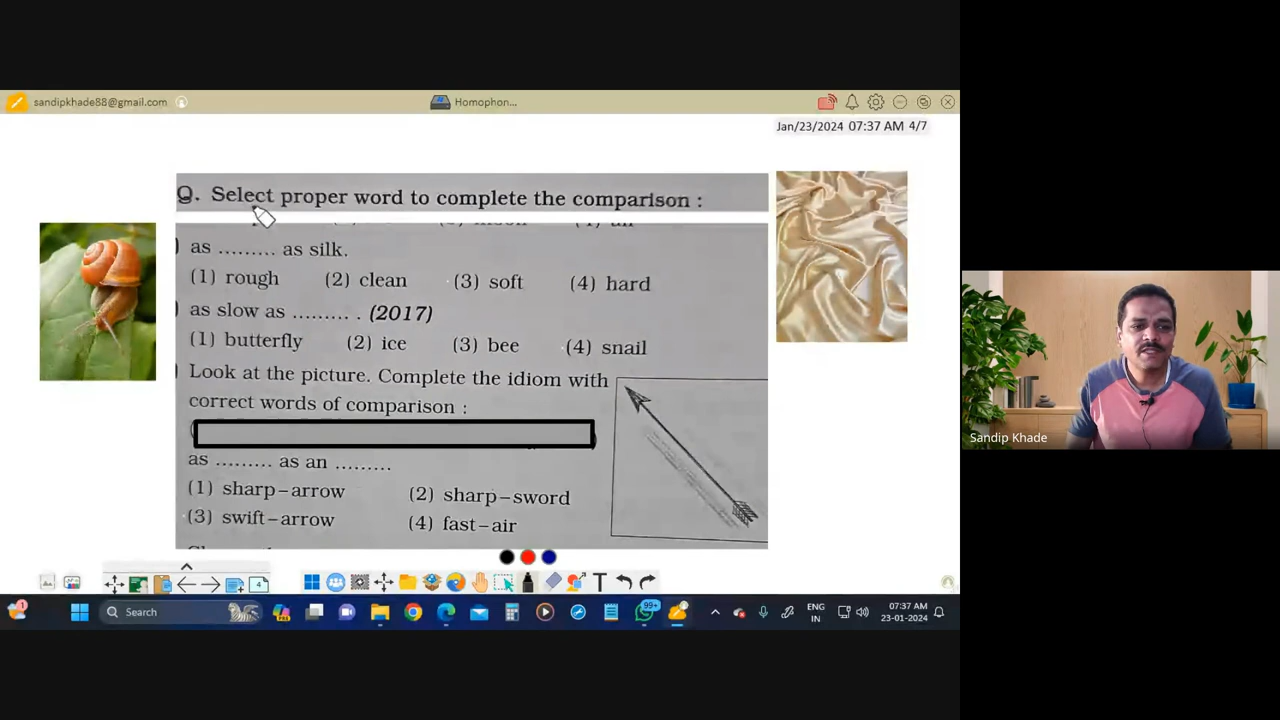 sandipkhade88@gmail.com
Homophon...
Jan/23/2024 07:37 AM 4/7
Q. Select proper word to complete the comparison :
as ......... as silk.
(1) rough (2) clean (3) soft (4) hard
as slow as ......... . (2017)
(1) butterfly (2) ice (3) bee (4) snail
Look at the picture. Complete the idiom with
correct words of comparison :
as ......... as an .........
(1) sharp–arrow (2) sharp–sword
(3) swift–arrow (4) fast–air
Sandip Khade
4
T
1
Search
PRE
99+
ENG
IN
07:37 AM
23-01-2024